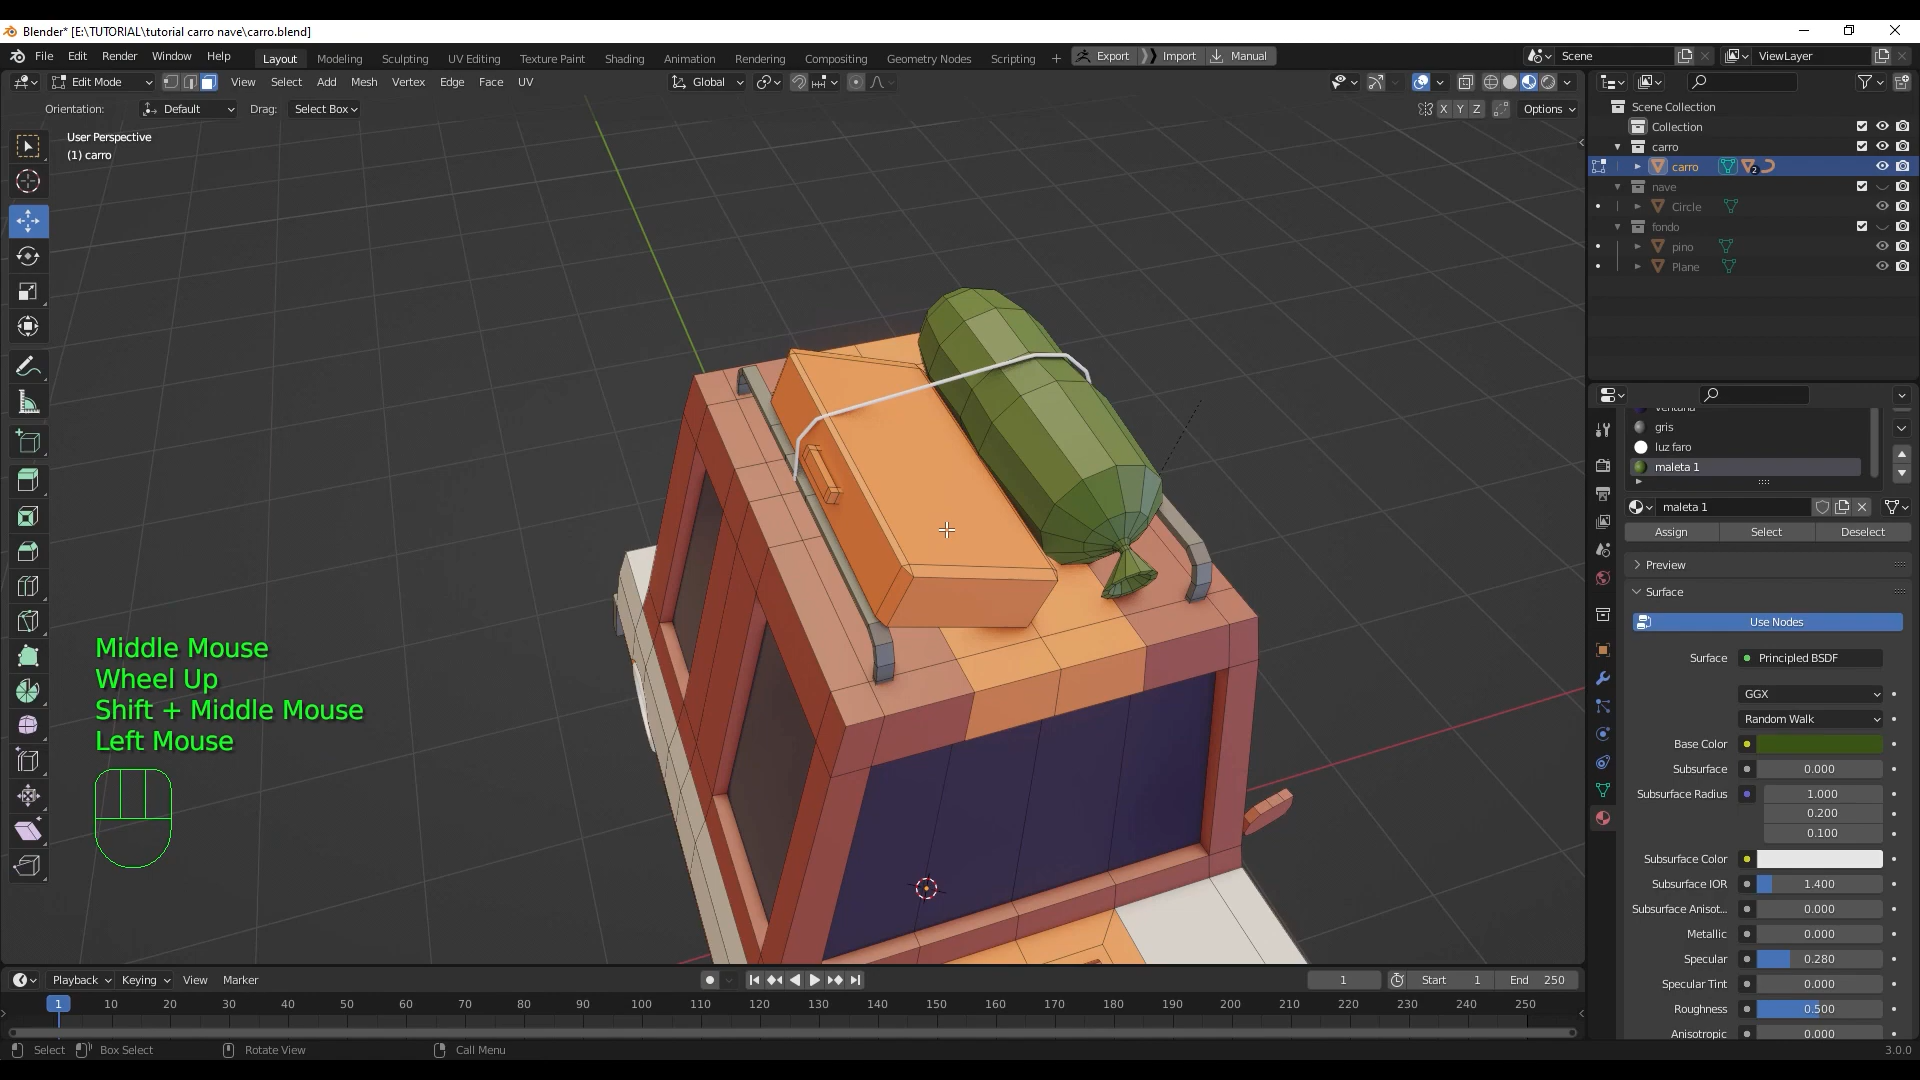 Blender* [E:\TUTORIAL\tutorial carro nave\carro.blend]
File Edit Render Window Help Layout Modeling Sculpting UV Editing Texture Paint Shading Animation Rendering Compositing Geometry Nodes Scripting + Export Import Manual Scene ViewLayer
Edit Mode View Select Add Mesh Vertex Edge Face UV Global
Orientation: Default Drag: Select Box X Y Z Options
User Perspective
(1) carro
Scene Collection
Collection
carro
carro 2
nave
Circle
fondo
pino
Plane
gris
luz faro
maleta 1
maleta 1
Assign Select Deselect
Preview
Surface
Use Nodes
Surface Principled BSDF
GGX
Random Walk
Base Color
Subsurface 0.000
Subsurface Radius 1.000
0.200
0.100
Subsurface Color
Subsurface IOR 1.400
Subsurface Anisot... 0.000
Metallic 0.000
Specular 0.280
Specular Tint 0.000
Roughness 0.500
Anisotropic 0.000
Middle Mouse
Wheel Up
Shift + Middle Mouse
Left Mouse
Playback Keying View Marker 1 Start 1 End 250
1 10 20 30 40 50 60 70 80 90 100 110 120 130 140 150 160 170 180 190 200 210 220 230 240 250
Select Box Select Rotate View Call Menu 3.0.0